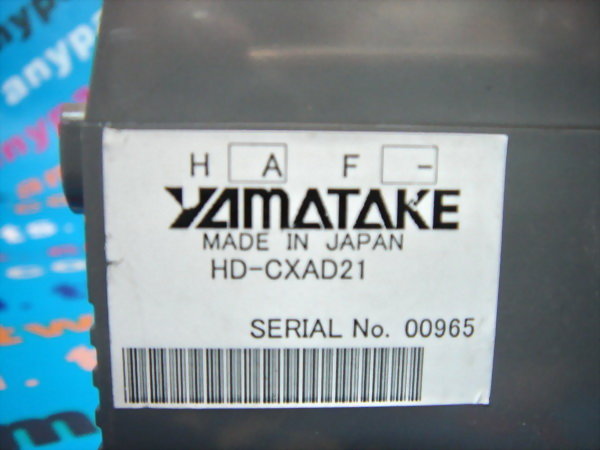 H A F -
YAMATAKE
MADE IN JAPAN
HD-CXAD21
SERIAL No. 00965